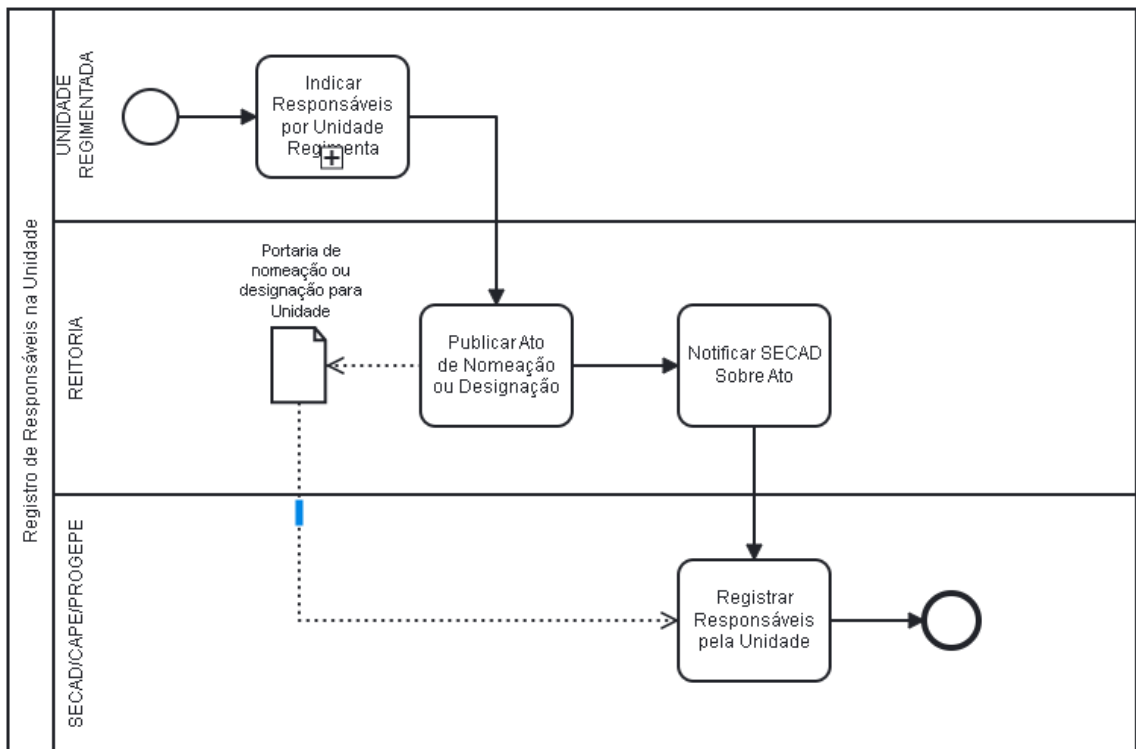 Registro de Responsáveis na Unidade
UNIDADE
REGIMENTADA
Indicar
Responsáveis
por Unidade
Regimenta
REITORIA
Portaria de
nomeação ou
designação para
Unidade
Publicar Ato
de Nomeação
ou Designação
Notificar SECAD
Sobre Ato
SECAD/CAPE/PROGEPE
Registrar
Responsáveis
pela Unidade